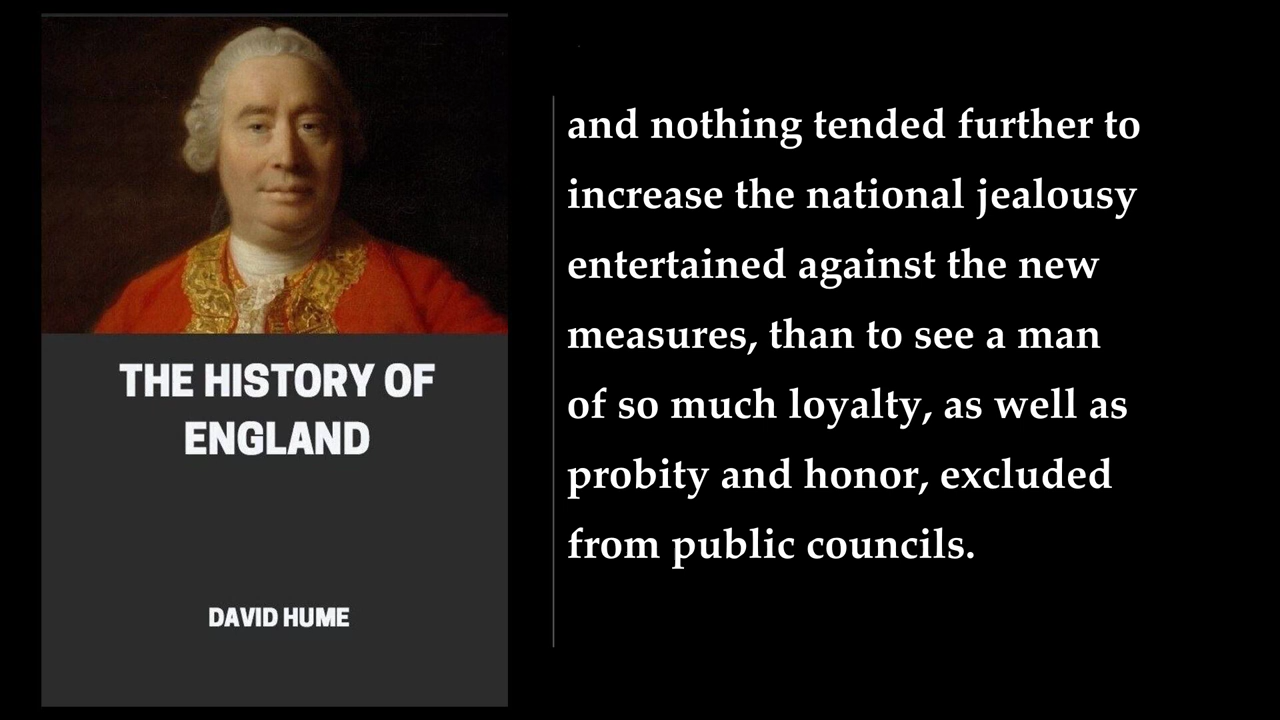 THE HISTORY OF
ENGLAND
DAVID HUME
and nothing tended further to
increase the national jealousy
entertained against the new
measures, than to see a man
of so much loyalty, as well as
probity and honor, excluded
from public councils.